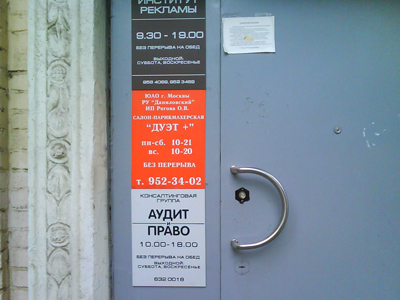 ИНСТИТУТ
РЕКЛАМЫ
9.30 - 19.00
БЕЗ ПЕРЕРЫВА НА ОБЕД
ВЫХОДНОЙ:
СУББОТА, ВОСКРЕСЕНЬЕ
ЮАО г. Москвы
РУ "Даниловский"
ИП Рогова О.В.
САЛОН-ПАРИКМАХЕРСКАЯ
"ДУЭТ +"
пн-сб. 10-21
вс. 10-20
БЕЗ ПЕРЕРЫВА
т. 952-34-02
КОНСАЛТИНГОВАЯ
ГРУППА
АУДИТ
И
ПРАВО
10.00-18.00
БЕЗ ПЕРЕРЫВА НА ОБЕД
ВЫХОДНОЙ:
СУББОТА, ВОСКРЕСЕНЬЕ
632 0018